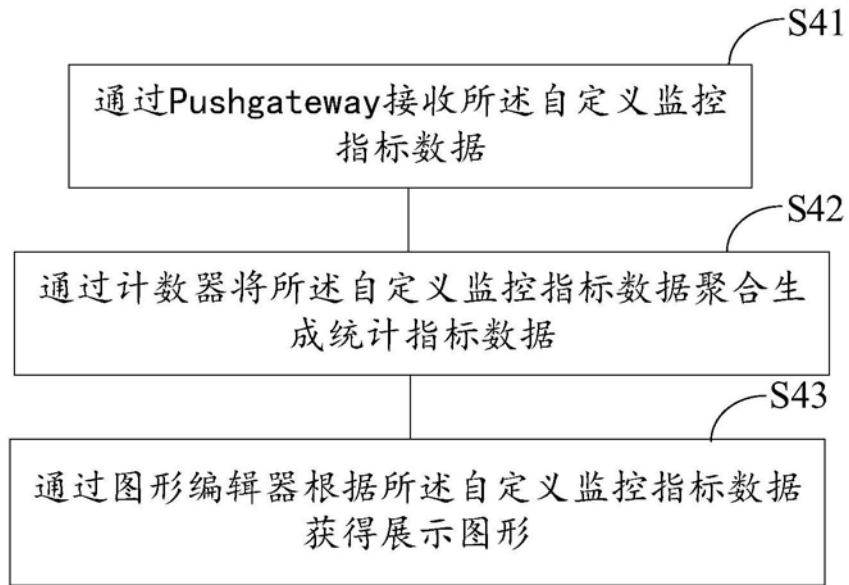 S41
通过Pushgateway接收所述自定义监控
指标数据
S42
通过计数器将所述自定义监控指标数据聚合生
成统计指标数据
S43
通过图形编辑器根据所述自定义监控指标数据
获得展示图形